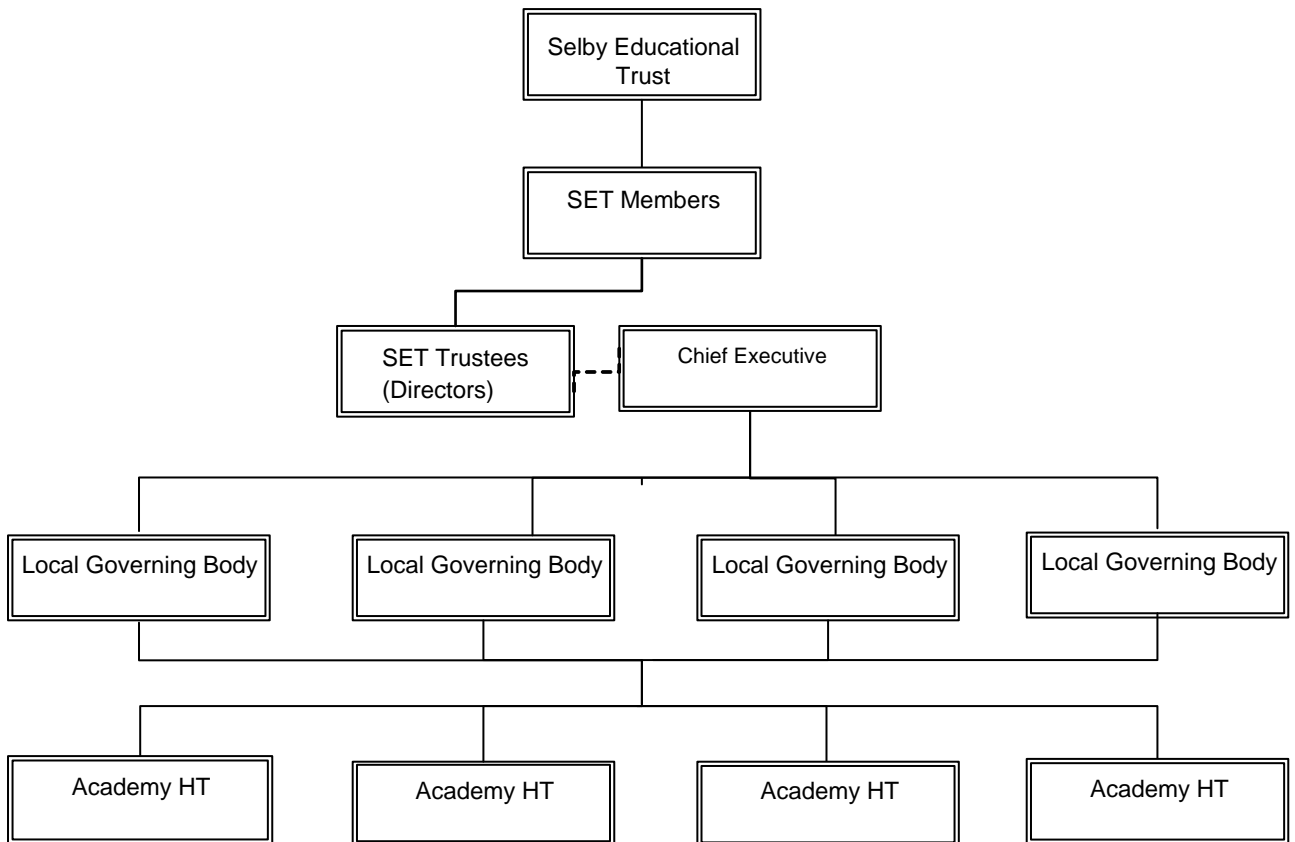 Selby Educational
Trust
SET Members
SET Trustees
(Directors)
Chief Executive
Local Governing Body
Local Governing Body
Local Governing Body
Local Governing Body
Academy HT
Academy HT
Academy HT
Academy HT